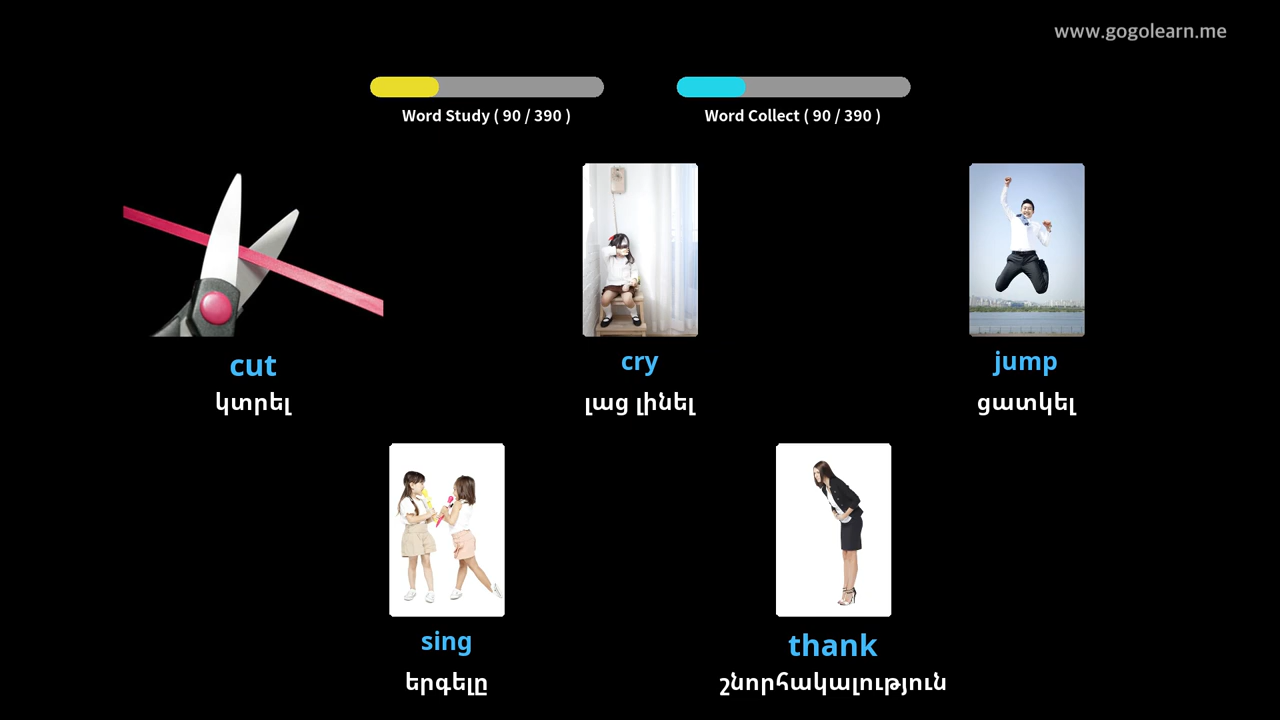 www.gogolearn.me
Word Study ( 90 / 390 )
Word Collect ( 90 / 390 )
cut
կտրել
cry
լաց լինել
jump
ցատկել
sing
երգելը
thank
շնորհակալություն